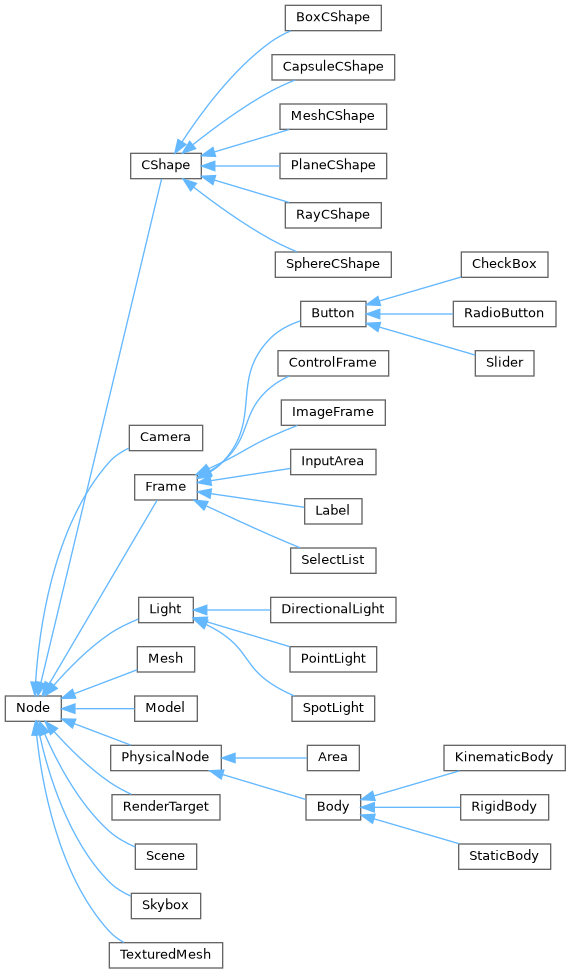 BoxCShape
CapsuleCShape
MeshCShape
CShape
PlaneCShape
RayCShape
SphereCShape
CheckBox
Button
RadioButton
Slider
ControlFrame
ImageFrame
Camera
InputArea
Frame
Label
SelectList
Light
DirectionalLight
Mesh
PointLight
Node
Model
SpotLight
PhysicalNode
Area
KinematicBody
RenderTarget
Body
RigidBody
Scene
StaticBody
Skybox
TexturedMesh